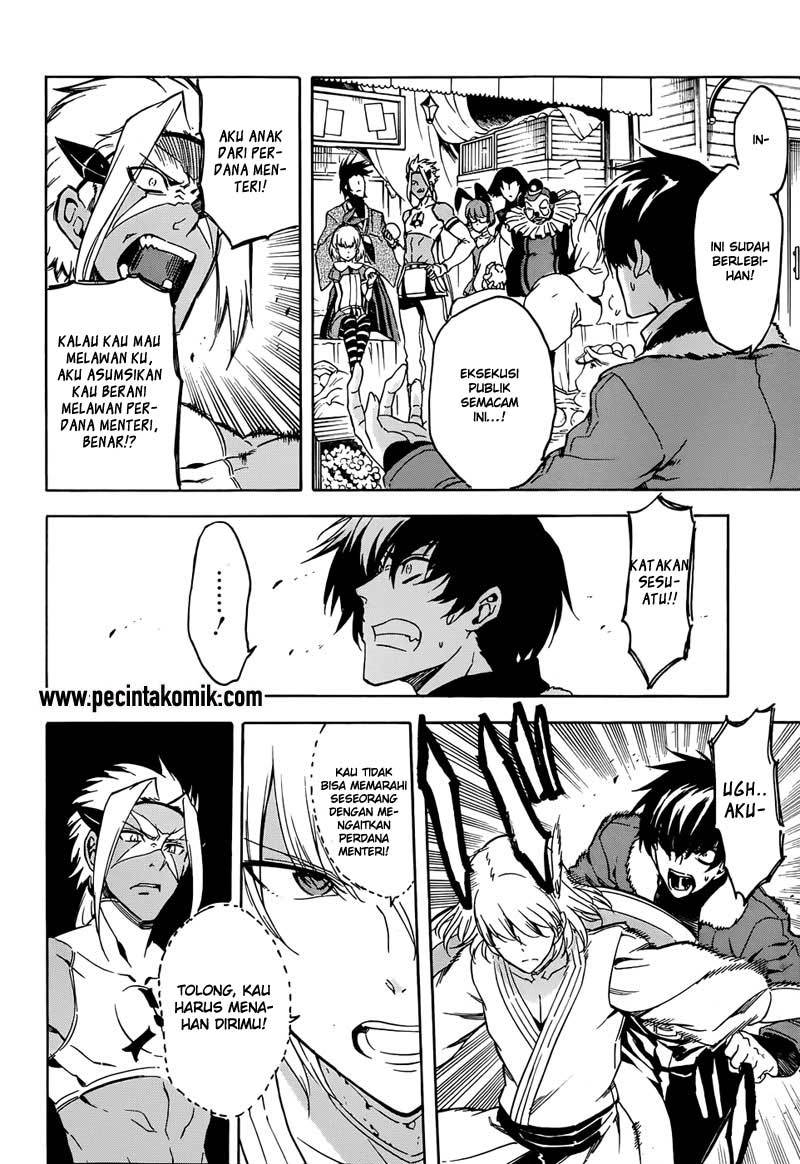 IN-
INI SUDAH
BERLEBI-
HAN!
EKSEKUSI
PUBLIK
SEMACAM
INI...!
AKU ANAK
DARI PER-
DANA MEN-
TERI!
KALAU KAU MAU
MELAWAN KU,
AKU ASUMSIKAN
KAU BERANI
MELAWAN PER-
DANA MENTERI,
BENAR!?
KATAKAN
SESU-
ATU!!
.......
www.pecintakomik.com
UGH..
AKU-
KAU TIDAK
BISA MEMARAHI
SESEORANG
DENGAN ME-
NGAITKAN
PERDANA
MENTERI!
TOLONG, KAU
HARUS MENA-
HAN DIRIMU!